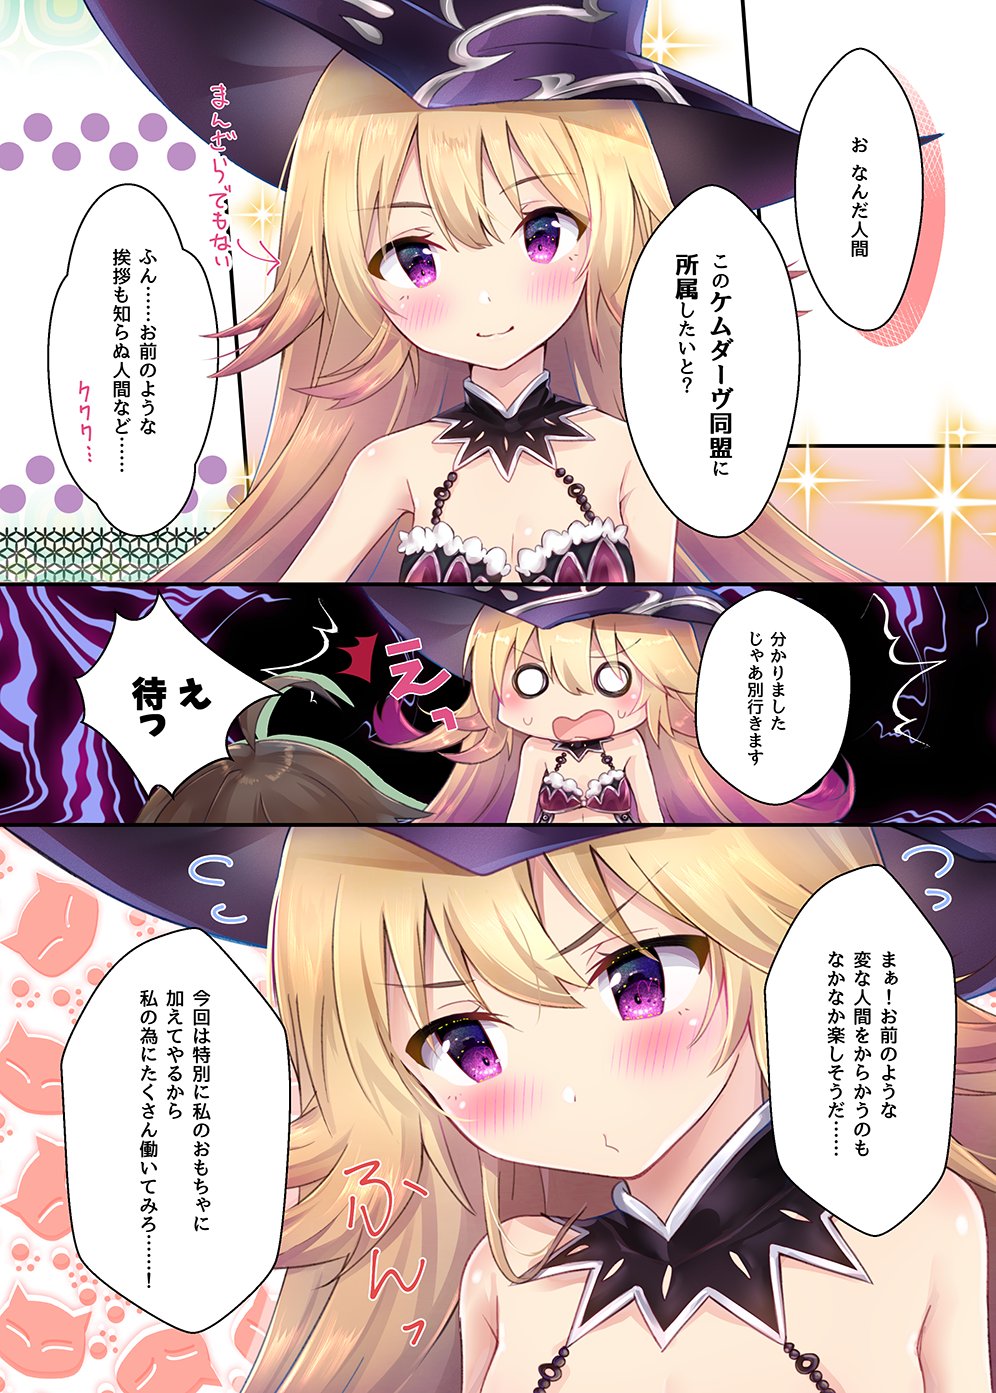 お なんだ人間
このケムダーヴ同盟に
所属したいと?
まんざらでもない
ふん……お前のような
挨拶も知らぬ人間など……
クククク…
分かりました
じゃあ別行きます
えっ
え
待っ
まぁ!お前のような
変な人間をからかうのも
なかなか楽しそうだ……
今回は特別に私のおもちゃに
加えてやるから
私の為にたくさん働いてみろ……!
ふんっ